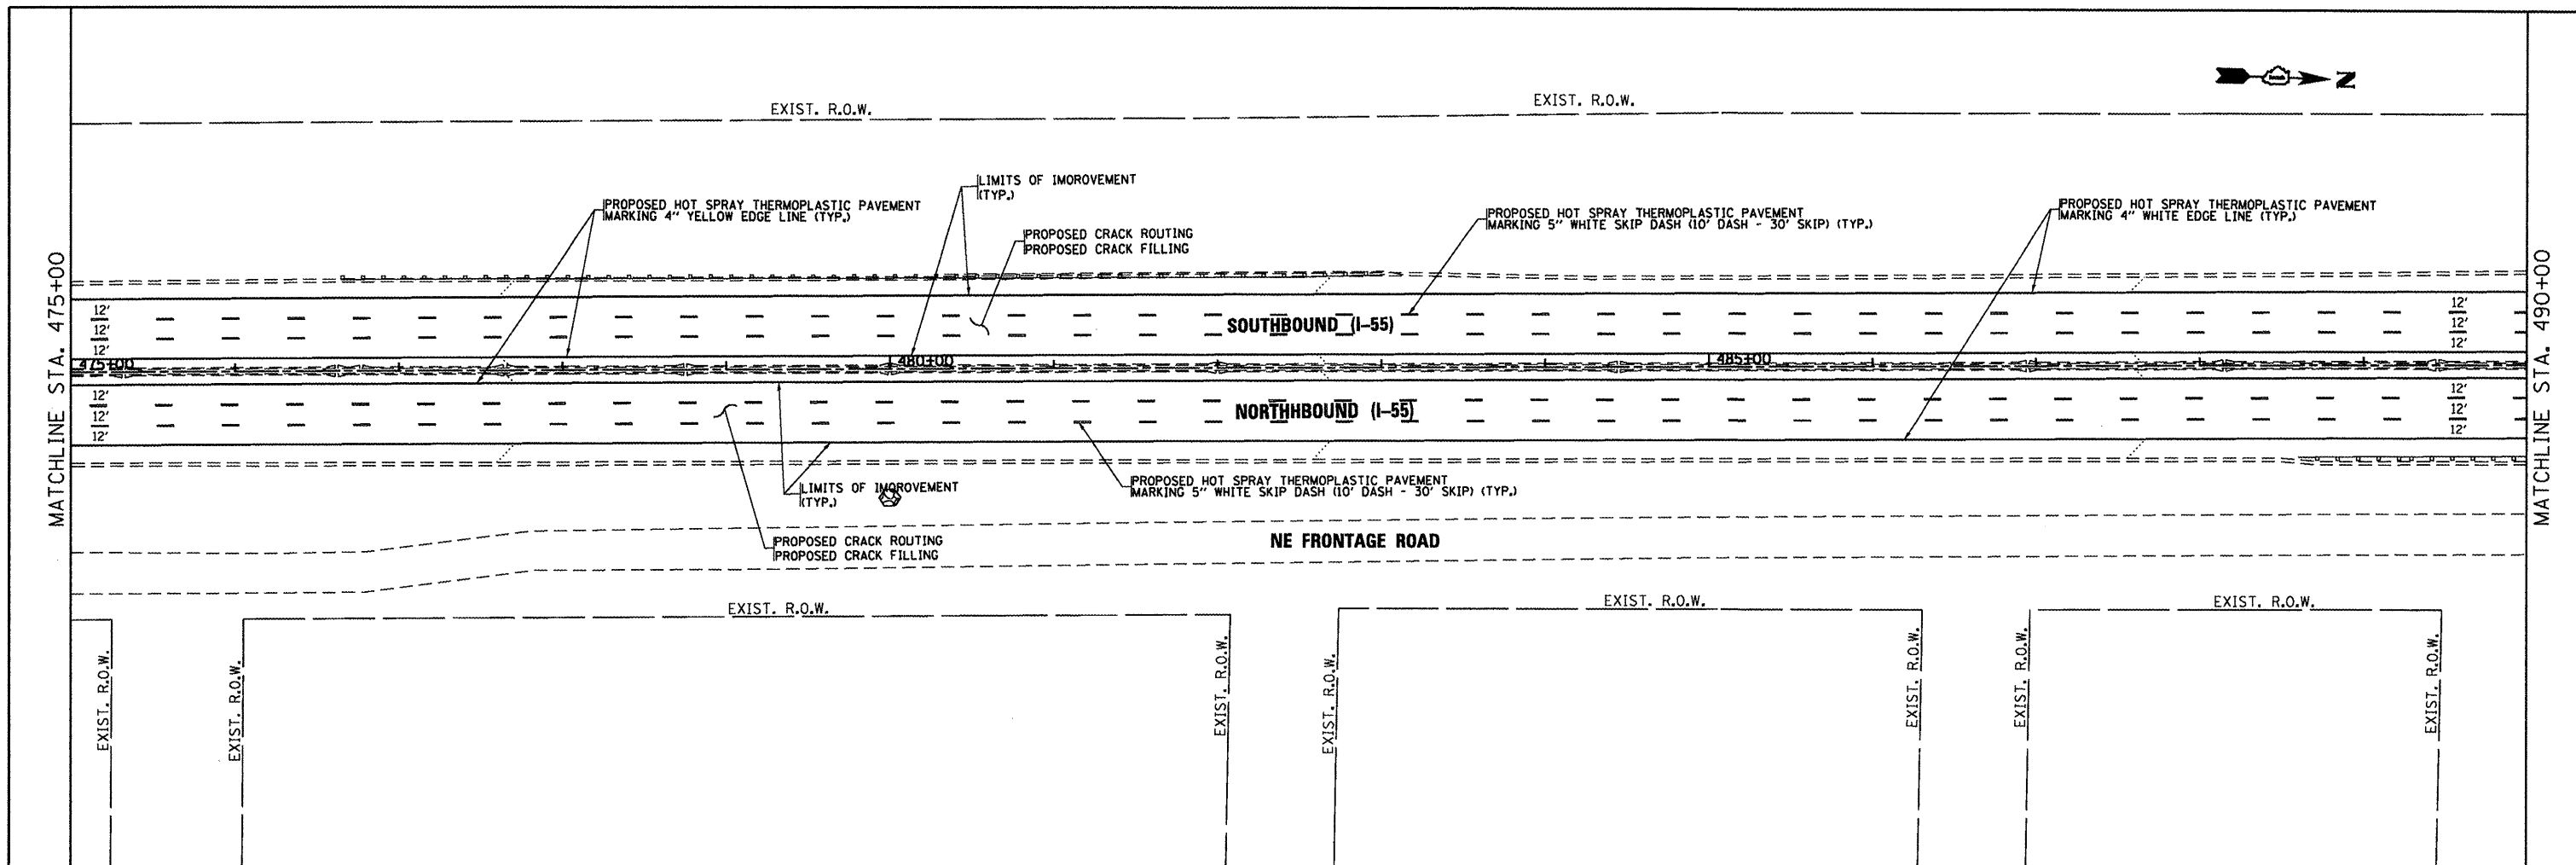 N
EXIST. R.O.W.
EXIST. R.O.W.
LIMITS OF IMOROVEMENT
(TYP.)
PROPOSED HOT SPRAY THERMOPLASTIC PAVEMENT
MARKING 4" YELLOW EDGE LINE (TYP.)
PROPOSED CRACK ROUTING
PROPOSED CRACK FILLING
PROPOSED HOT SPRAY THERMOPLASTIC PAVEMENT
MARKING 5" WHITE SKIP DASH (10' DASH - 30' SKIP) (TYP.)
PROPOSED HOT SPRAY THERMOPLASTIC PAVEMENT
MARKING 4" WHITE EDGE LINE (TYP.)
MATCHLINE STA. 475+00
MATCHLINE STA. 490+00
12'
12'
12'
SOUTHBOUND (I-55)
12'
12'
12'
475+00
480+00
485+00
12'
12'
12'
NORTHHBOUND (I-55)
12'
12'
12'
LIMITS OF IMOROVEMENT
(TYP.)
PROPOSED HOT SPRAY THERMOPLASTIC PAVEMENT
MARKING 5" WHITE SKIP DASH (10' DASH - 30' SKIP) (TYP.)
PROPOSED CRACK ROUTING
PROPOSED CRACK FILLING
NE FRONTAGE ROAD
EXIST. R.O.W.
EXIST. R.O.W.
EXIST. R.O.W.
EXIST. R.O.W.
EXIST. R.O.W.
EXIST. R.O.W.
EXIST. R.O.W.
EXIST. R.O.W.
EXIST. R.O.W.
EXIST. R.O.W.